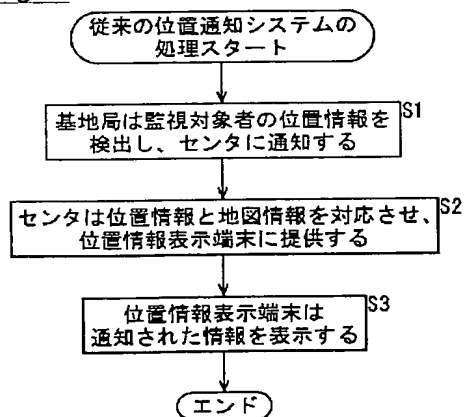 従来の位置通知システムの
処理スタート
基地局は監視対象者の位置情報を
検出し、センタに通知する
S1
センタは位置情報と地図情報を対応させ、
位置情報表示端末に提供する
S2
位置情報表示端末は
通知された情報を表示する
S3
エンド